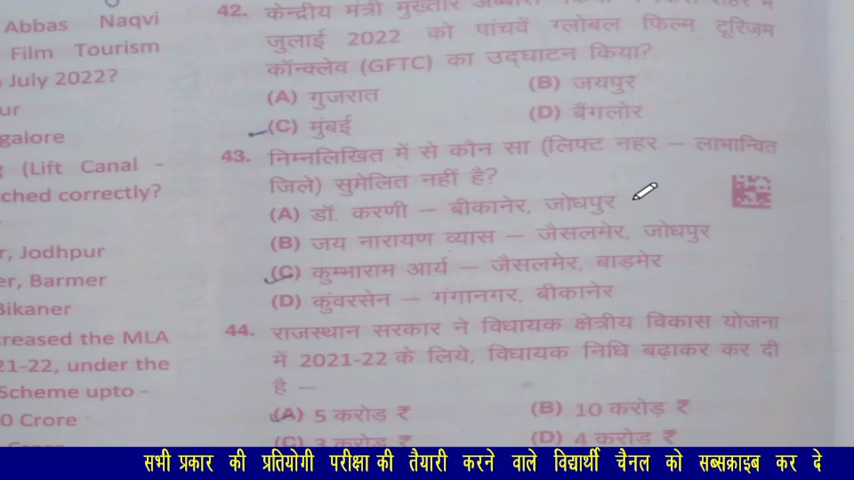 Abbas Naqvi
Film Tourism
July 2022?
ur
galore
(Lift Canal -
ched correctly?
r, Jodhpur
er, Barmer
Bikaner
creased the MLA
21-22, under the
Scheme upto -
0 Crore
42. केन्द्रीय मंत्री मुख्तार
जुलाई 2022 को पांचवें ग्लोबल फिल्म टूरिज्म
कॉन्क्लेव (GFTC) का उद्घाटन किया?
(A) गुजरात (B) जयपुर
(C) मुंबई (D) बैंगलोर
43. निम्नलिखित में से कौन सा (लिफ्ट नहर – लाभान्वित
जिले) सुमेलित नहीं है?
(A) डॉ. करणी – बीकानेर, जोधपुर
(B) जय नारायण व्यास – जैसलमेर, जोधपुर
(C) कुम्भाराम आर्य – जैसलमेर, बाड़मेर
(D) कुंवरसेन – गंगानगर, बीकानेर
44. राजस्थान सरकार ने विधायक क्षेत्रीय विकास योजना
में 2021-22 के लिये, विधायक निधि बढ़ाकर कर दी
है –
(A) 5 करोड़ ₹ (B) 10 करोड़ ₹
(C) 3 करोड़ ₹ (D) 4 करोड़ ₹
सभी प्रकार की प्रतियोगी परीक्षा की तैयारी करने वाले विद्यार्थी चैनल को सब्सक्राइब कर दे